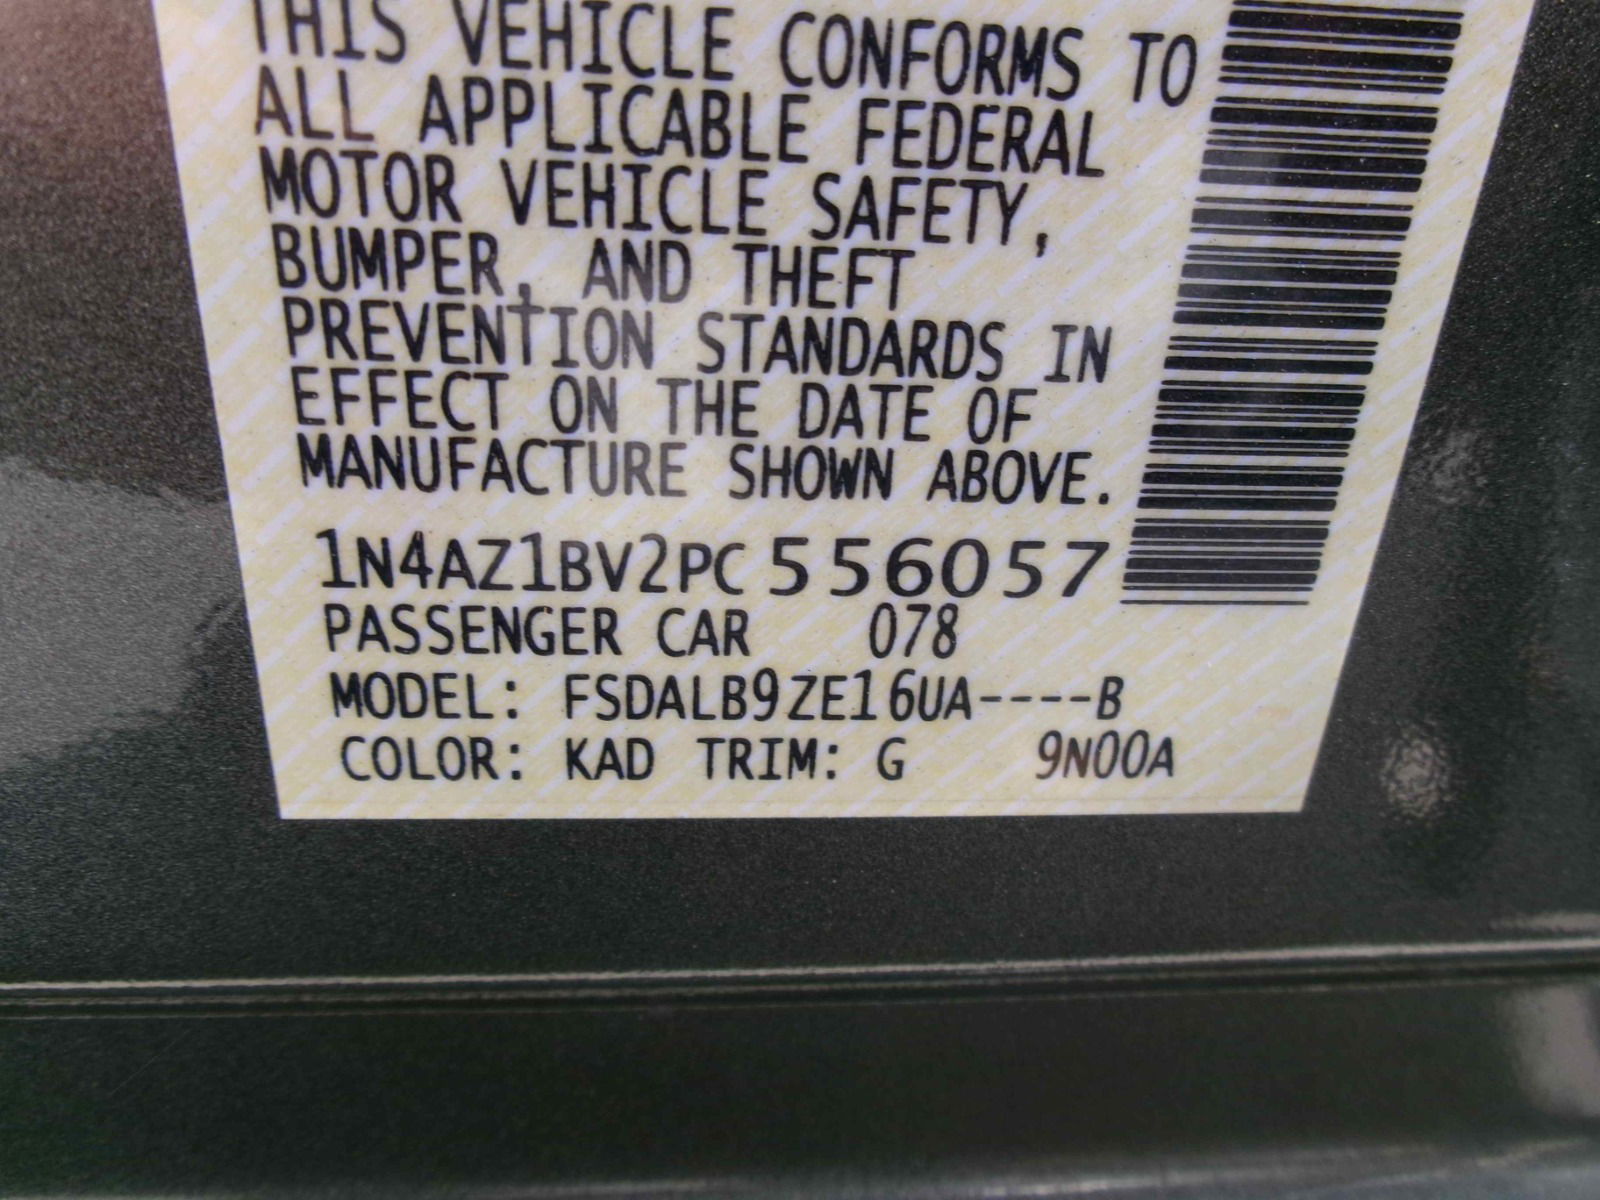 THIS VEHICLE CONFORMS TO
ALL APPLICABLE FEDERAL
MOTOR VEHICLE SAFETY,
BUMPER, AND THEFT
PREVENTION STANDARDS IN
EFFECT ON THE DATE OF
MANUFACTURE SHOWN ABOVE.
1N4AZ1BV2PC556057
PASSENGER CAR 078
MODEL: FSDALB9ZE16UA----B
COLOR: KAD TRIM: G 9N00A